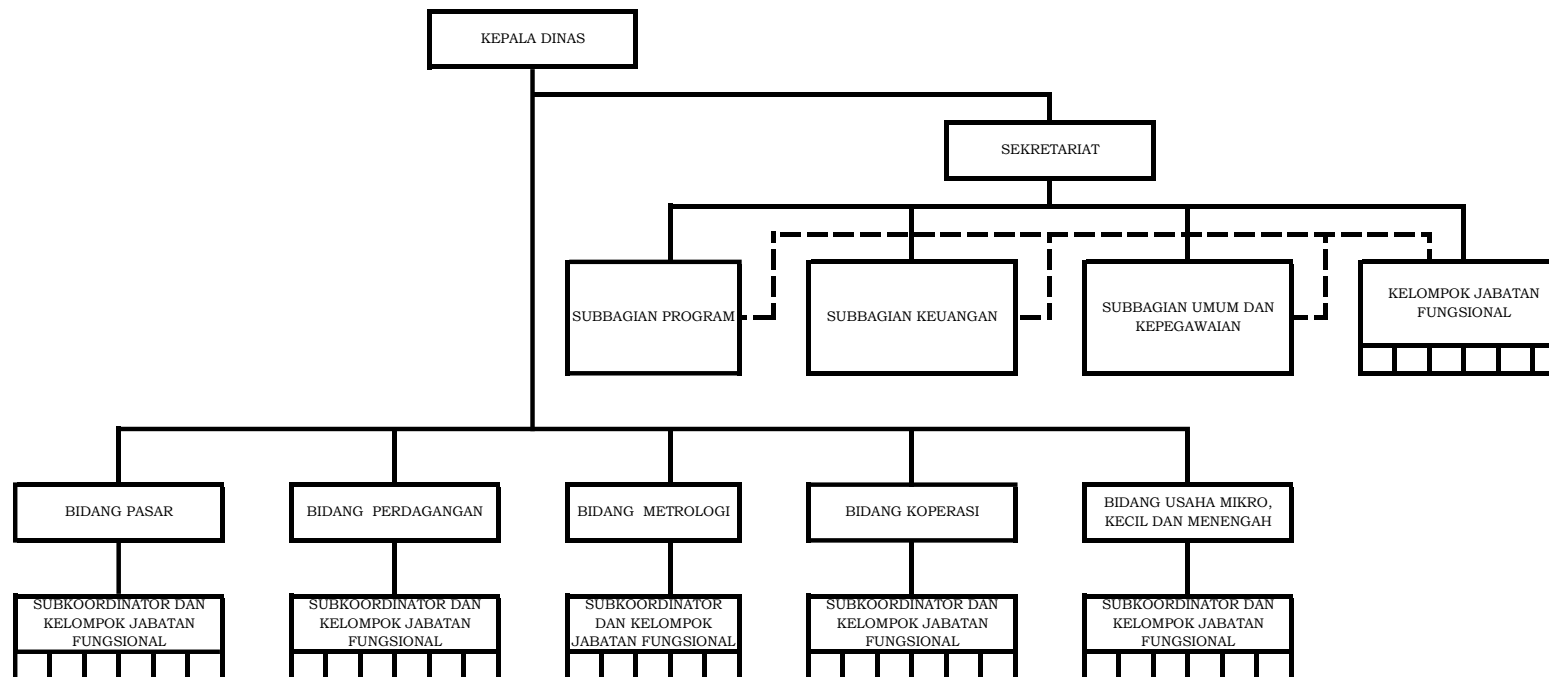 KEPALA DINAS
SEKRETARIAT
SUBBAGIAN PROGRAM
SUBBAGIAN KEUANGAN
SUBBAGIAN UMUM DAN
KEPEGAWAIAN
KELOMPOK JABATAN
FUNGSIONAL
BIDANG PASAR
BIDANG PERDAGANGAN
BIDANG METROLOGI
BIDANG KOPERASI
BIDANG USAHA MIKRO,
KECIL DAN MENENGAH
SUBKOORDINATOR DAN
KELOMPOK JABATAN
FUNGSIONAL
SUBKOORDINATOR DAN
KELOMPOK JABATAN
FUNGSIONAL
SUBKOORDINATOR
DAN KELOMPOK
JABATAN FUNGSIONAL
SUBKOORDINATOR DAN
KELOMPOK JABATAN
FUNGSIONAL
SUBKOORDINATOR DAN
KELOMPOK JABATAN
FUNGSIONAL